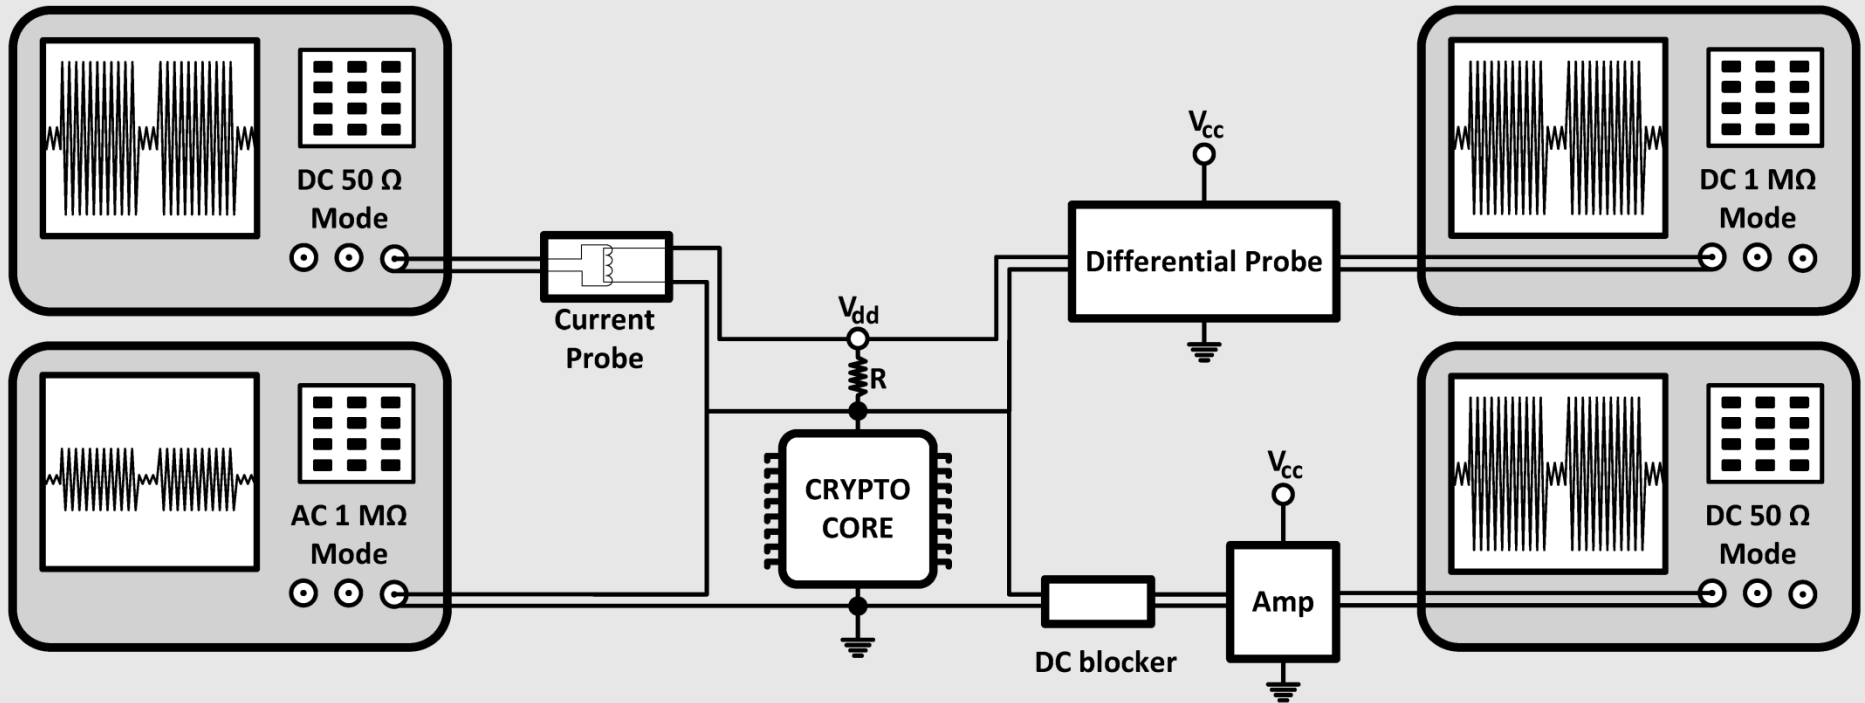 DC 50 Ω
Mode
AC 1 MΩ
Mode
Current
Probe
Vdd
R
CRYPTO
CORE
Vcc
Differential Probe
DC 1 MΩ
Mode
Vcc
Amp
DC blocker
DC 50 Ω
Mode